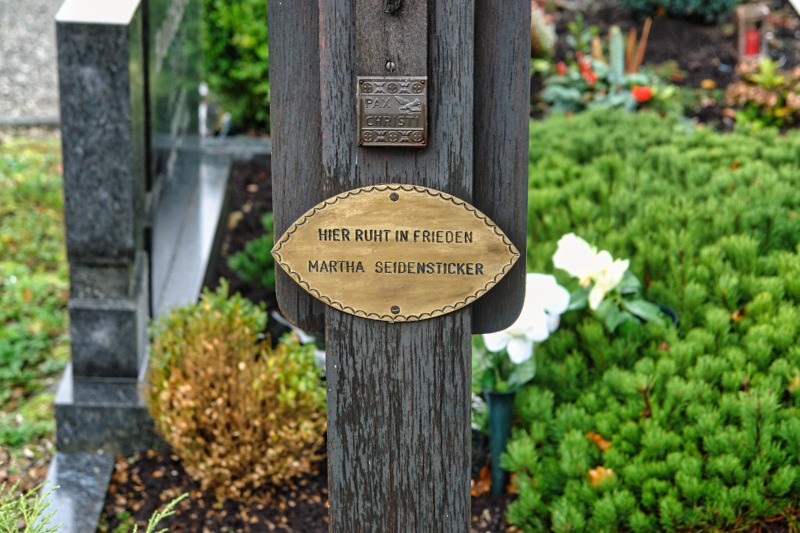 PAX
CHRISTI
HIER RUHT IN FRIEDEN
MARTHA SEIDENSTICKER